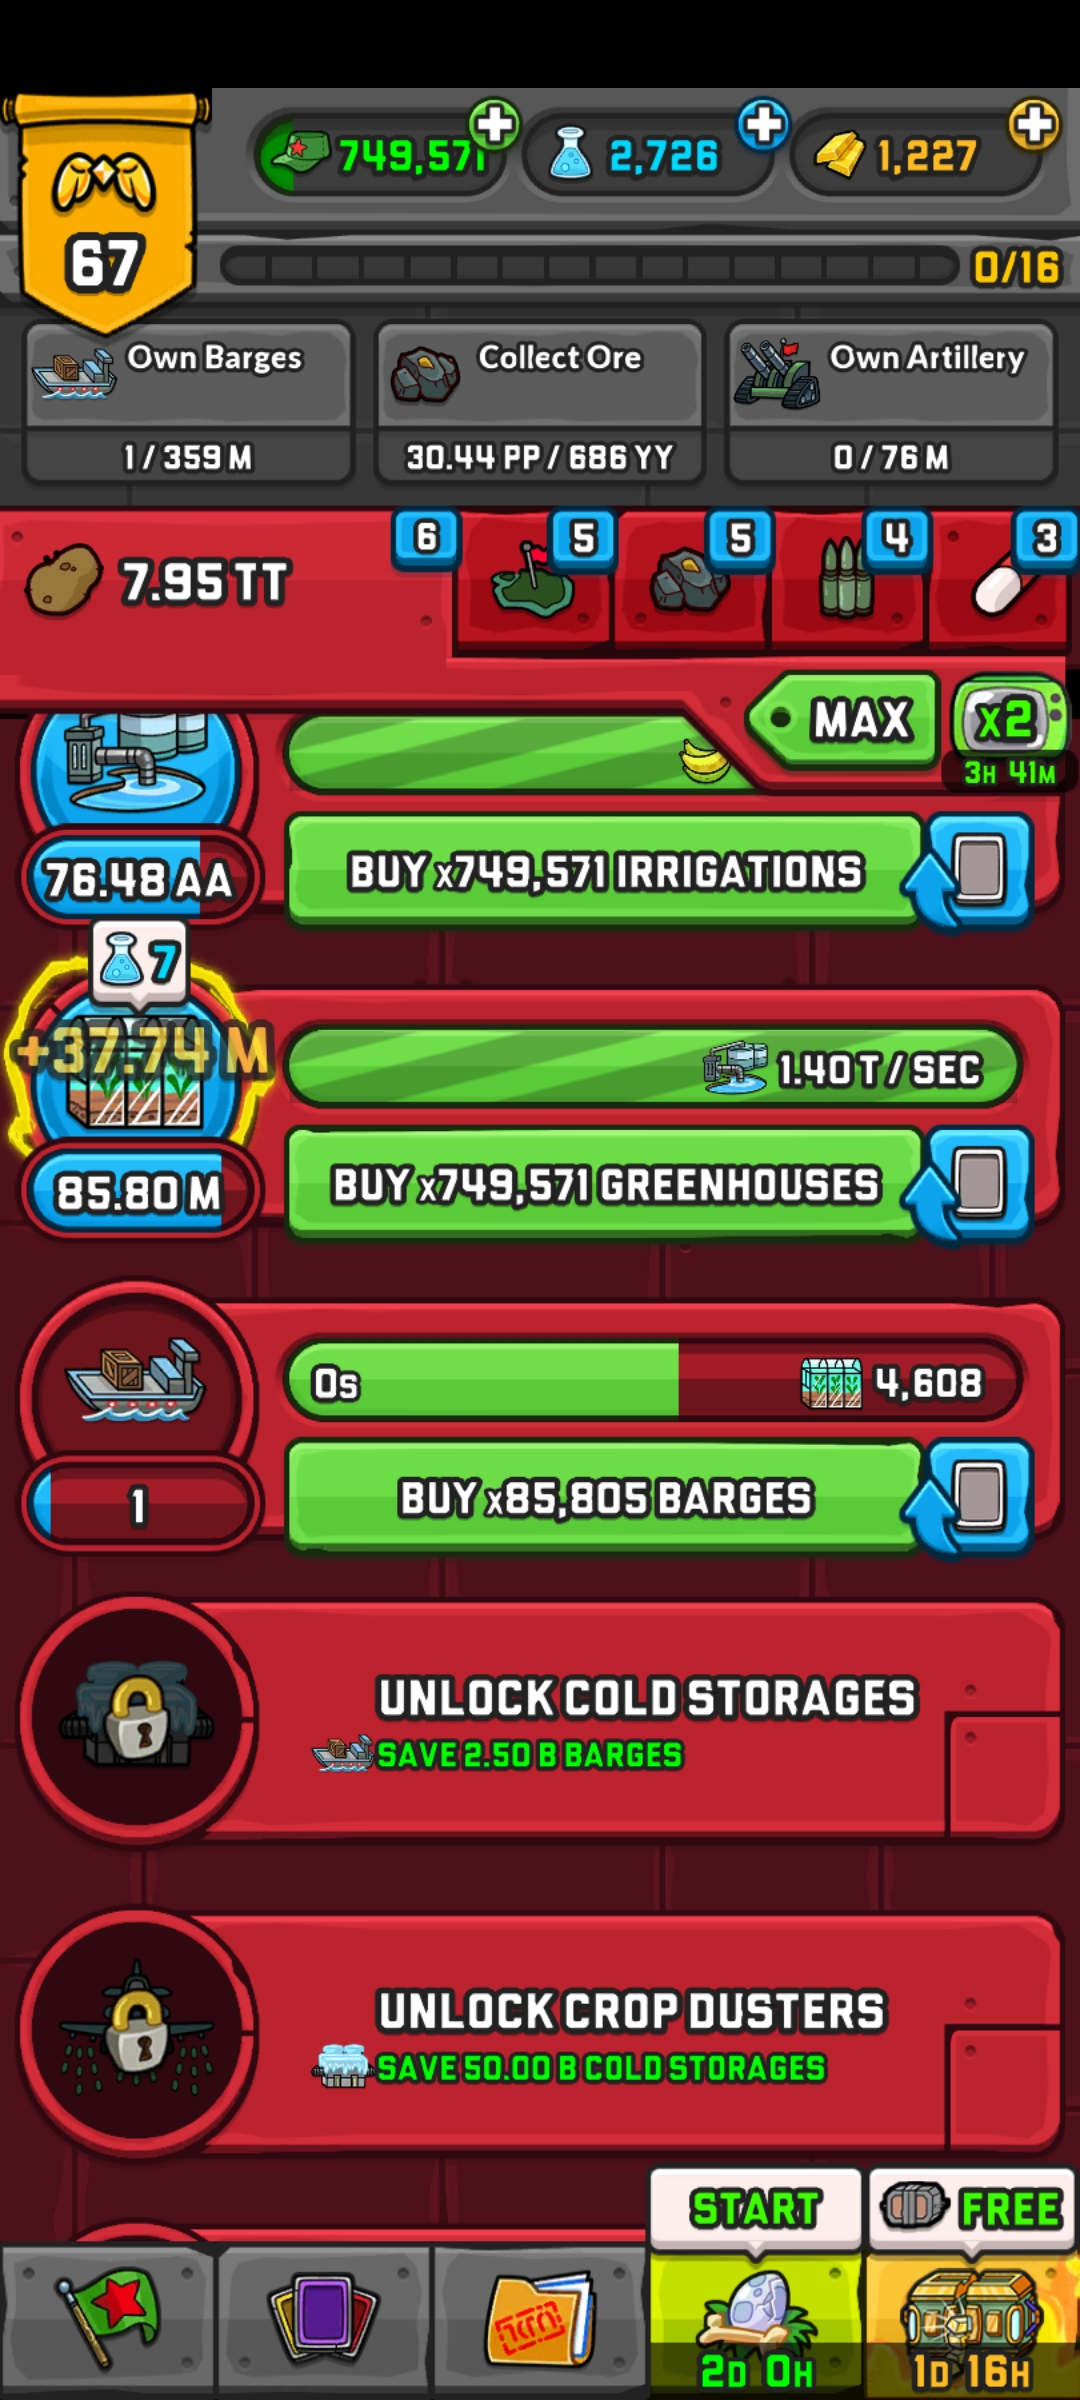 749,571
2,726
1,227
67
0/16
Own Barges
Collect Ore
Own Artillery
1 / 359 M
30.44 PP / 686 YY
0 / 76 M
7.95 TT
6
5
5
4
3
MAX
x2
3H 41M
76.48 AA
BUY x749,571 IRRIGATIONS
7
+37.74 M
1.40 T / SEC
85.80 M
BUY x749,571 GREENHOUSES
0s
4,608
1
BUY x85,805 BARGES
UNLOCK COLD STORAGES
SAVE 2.50 B BARGES
UNLOCK CROP DUSTERS
SAVE 50.00 B COLD STORAGES
START
FREE
2D 0H
1D 16H